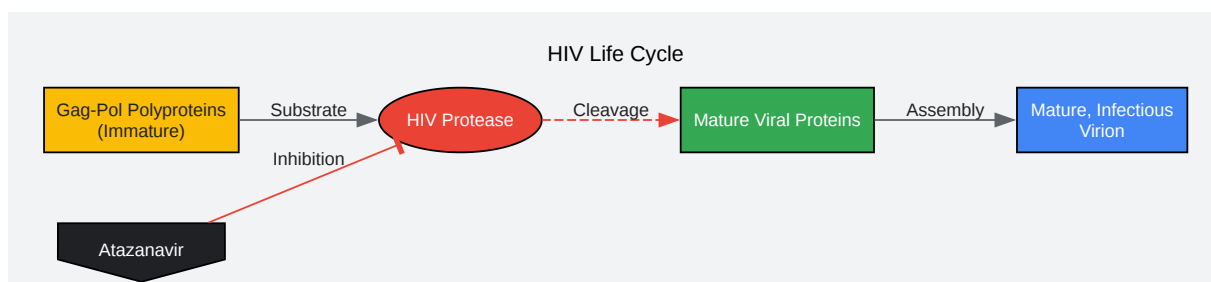 HIV Life Cycle
Gag-Pol Polyproteins
(Immature)
Substrate
HIV Protease
Cleavage
Mature Viral Proteins
Assembly
Mature, Infectious
Virion
Inhibition
Atazanavir